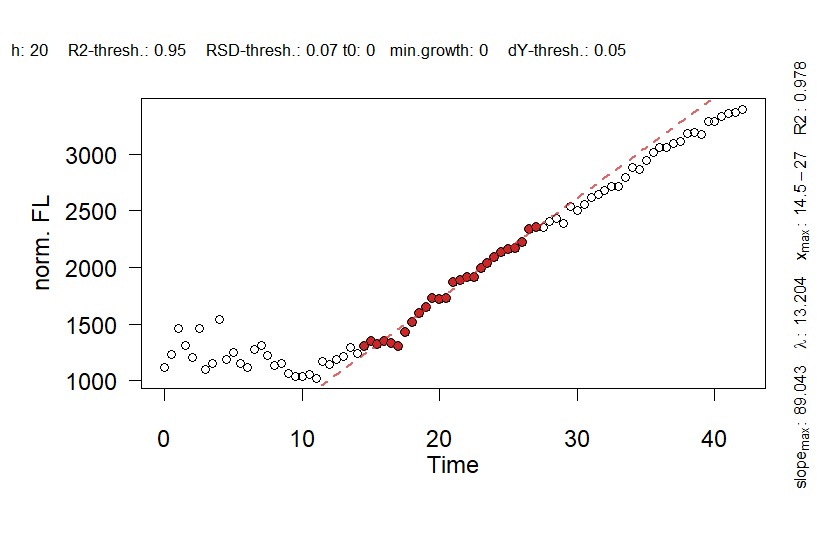 h: 20 R2-thresh.: 0.95 RSD-thresh.: 0.07 t0: 0 min.growth: 0 dY-thresh.: 0.05
norm. FL
3000
2500
2000
1500
1000
0 10 20 30 40
Time
slopemax: 89.043 λ: 13.204 xmax: 14.5−27 R2: 0.978